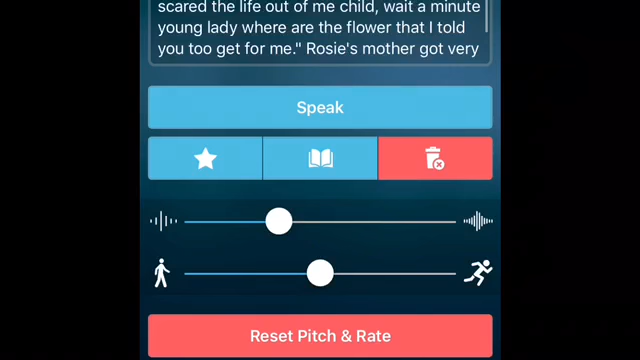 scared the life out of me child, wait a minute
young lady where are the flower that I told
you too get for me." Rosie's mother got very
Speak
Reset Pitch & Rate